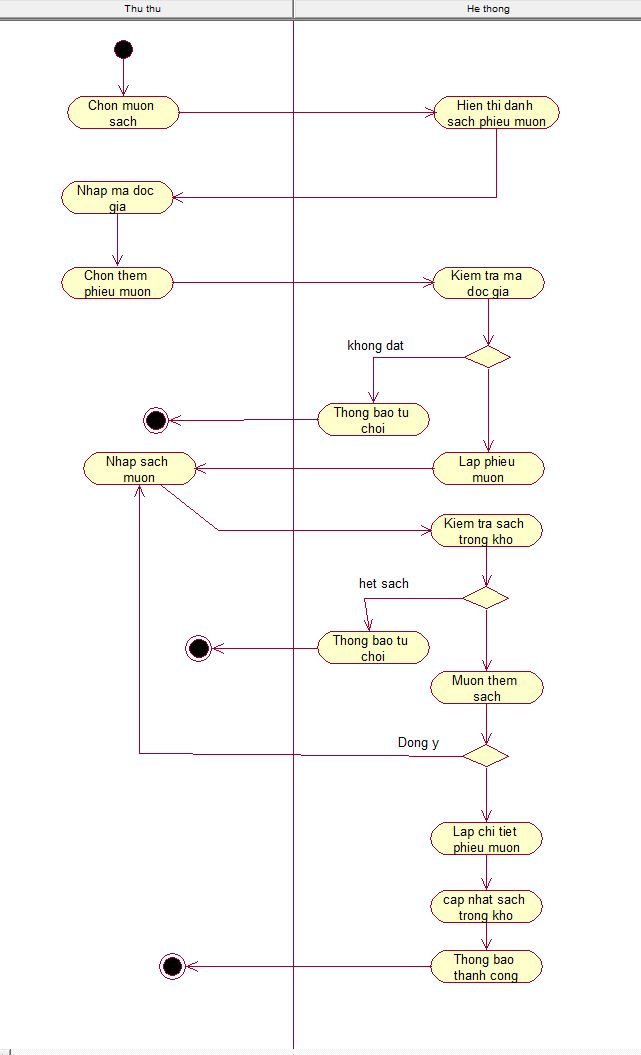 Thu thu
He thong
Chon muon
sach
Hien thi danh
sach phieu muon
Nhap ma doc
gia
Chon them
phieu muon
Kiem tra ma
doc gia
khong dat
Thong bao tu
choi
Nhap sach
muon
Lap phieu
muon
Kiem tra sach
trong kho
het sach
Thong bao tu
choi
Muon them
sach
Dong y
Lap chi tiet
phieu muon
cap nhat sach
trong kho
Thong bao
thanh cong